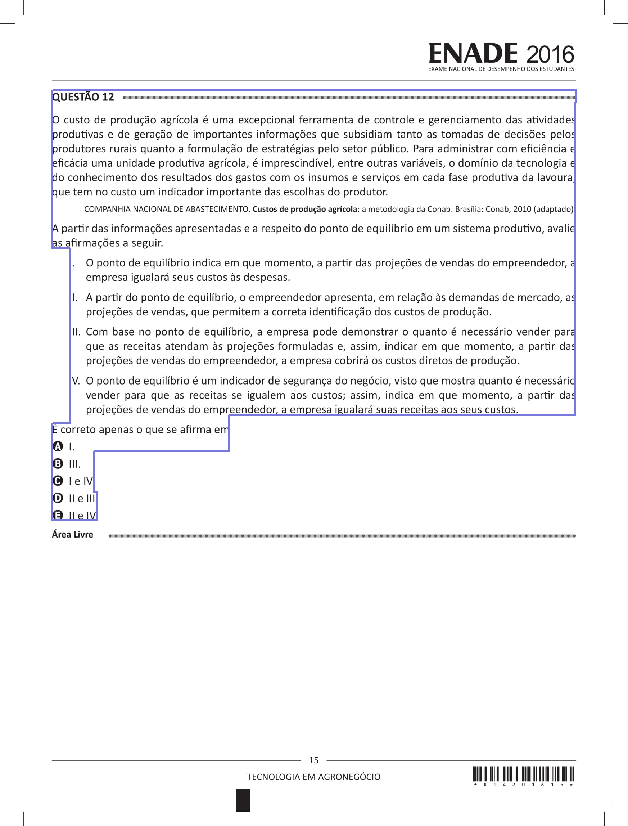 ENADE 2016
EXAME NACIONAL DE DESEMPENHO DOS ESTUDANTES
QUESTÃO 12
O custo de produção agrícola é uma excepcional ferramenta de controle e gerenciamento das atividades
produtivas e de geração de importantes informações que subsidiam tanto as tomadas de decisões pelos
produtores rurais quanto a formulação de estratégias pelo setor público. Para administrar com eficiência e
eficácia uma unidade produtiva agrícola, é imprescindível, entre outras variáveis, o domínio da tecnologia e
do conhecimento dos resultados dos gastos com os insumos e serviços em cada fase produtiva da lavoura,
que tem no custo um indicador importante das escolhas do produtor.
COMPANHIA NACIONAL DE ABASTECIMENTO. Custos de produção agrícola: a metodologia da Conab. Brasília: Conab, 2010 (adaptado).
A partir das informações apresentadas e a respeito do ponto de equilíbrio em um sistema produtivo, avalie
as afirmações a seguir.
I. O ponto de equilíbrio indica em que momento, a partir das projeções de vendas do empreendedor, a
empresa igualará seus custos às despesas.
II. A partir do ponto de equilíbrio, o empreendedor apresenta, em relação às demandas de mercado, as
projeções de vendas, que permitem a correta identificação dos custos de produção.
III. Com base no ponto de equilíbrio, a empresa pode demonstrar o quanto é necessário vender para
que as receitas atendam às projeções formuladas e, assim, indicar em que momento, a partir das
projeções de vendas do empreendedor, a empresa cobrirá os custos diretos de produção.
IV. O ponto de equilíbrio é um indicador de segurança do negócio, visto que mostra quanto é necessário
vender para que as receitas se igualem aos custos; assim, indica em que momento, a partir das
projeções de vendas do empreendedor, a empresa igualará suas receitas aos seus custos.
É correto apenas o que se afirma em
A I.
B III.
C I e IV.
D II e III.
E II e IV.
Área Livre
15
TECNOLOGIA EM AGRONEGÓCIO